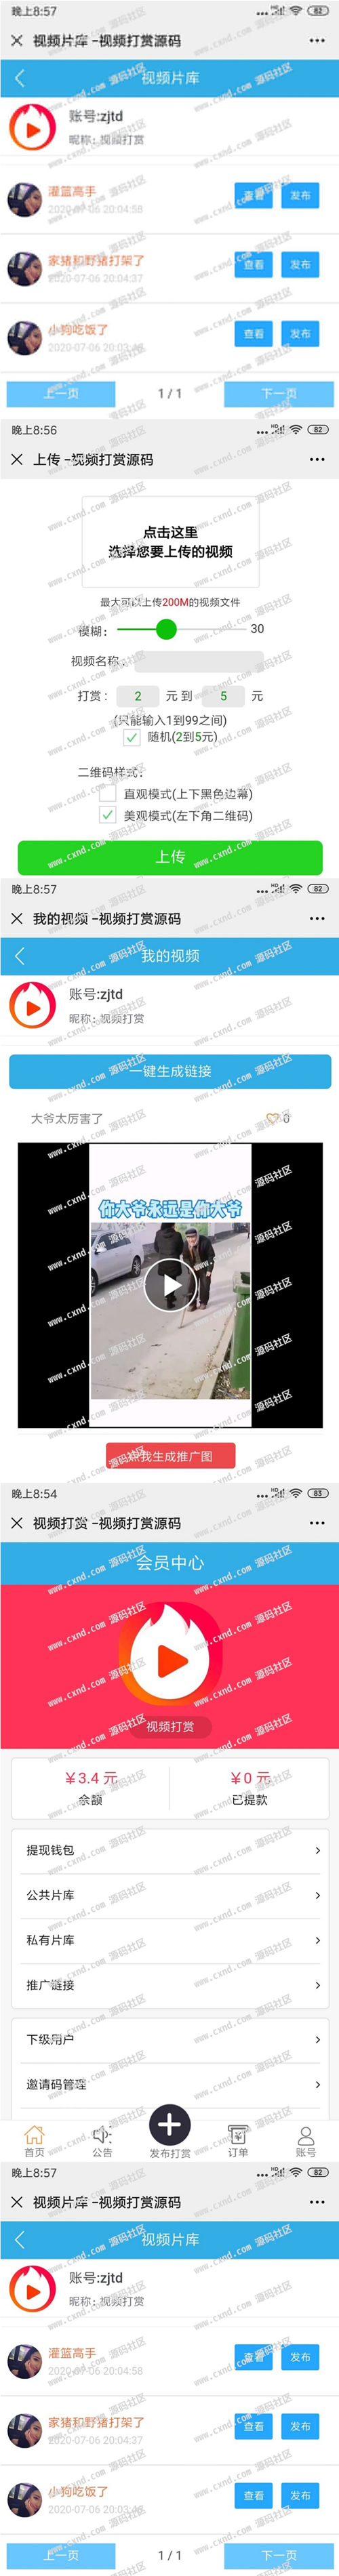 晚上8:57
82
视频片库 -视频打赏源码
视频片库
账号:zjtd
昵称: 视频打赏
灌篮高手
2020-07-06 20:04:58
查看
发布
家猪和野猪打架了
2020-07-06 20:04:37
查看
发布
小狗吃饭了
2020-07-06 20:03:
查看
发布
上一页
1 / 1
下一页
晚上8:56
82
上传 -视频打赏源码
点击这里
选择您要上传的视频
最大可以上传200M的视频文件
模糊:
30
视频名称:
打赏: 2 元 到 5 元
(只能输入1到99之间)
随机(2到5元)
二维码样式:
直观模式(上下黑色边幕)
美观模式(左下角二维码)
上传
晚上8:57
82
我的视频 -视频打赏源码
我的视频
账号:zjtd
昵称: 视频打赏
一键生成链接
大爷太厉害了
0
你大爷永远是你大爷
点我生成推广图
晚上8:54
83
视频打赏 -视频打赏源码
会员中心
视频打赏
¥3.4 元
余额
¥0 元
已提款
提现钱包
公共片库
私有片库
推广链接
下级用户
邀请码管理
首页
公告
发布打赏
订单
账号
晚上8:57
82
视频片库 -视频打赏源码
视频片库
账号:zjtd
昵称: 视频打赏
灌篮高手
2020-07-06 20:04:58
查看
发布
家猪和野猪打架了
2020-07-06 20:04:37
查看
发布
小狗吃饭了
2020-07-06 20:03:
查看
发布
上一页
1 / 1
下一页
www.cxnd.com 源码社区